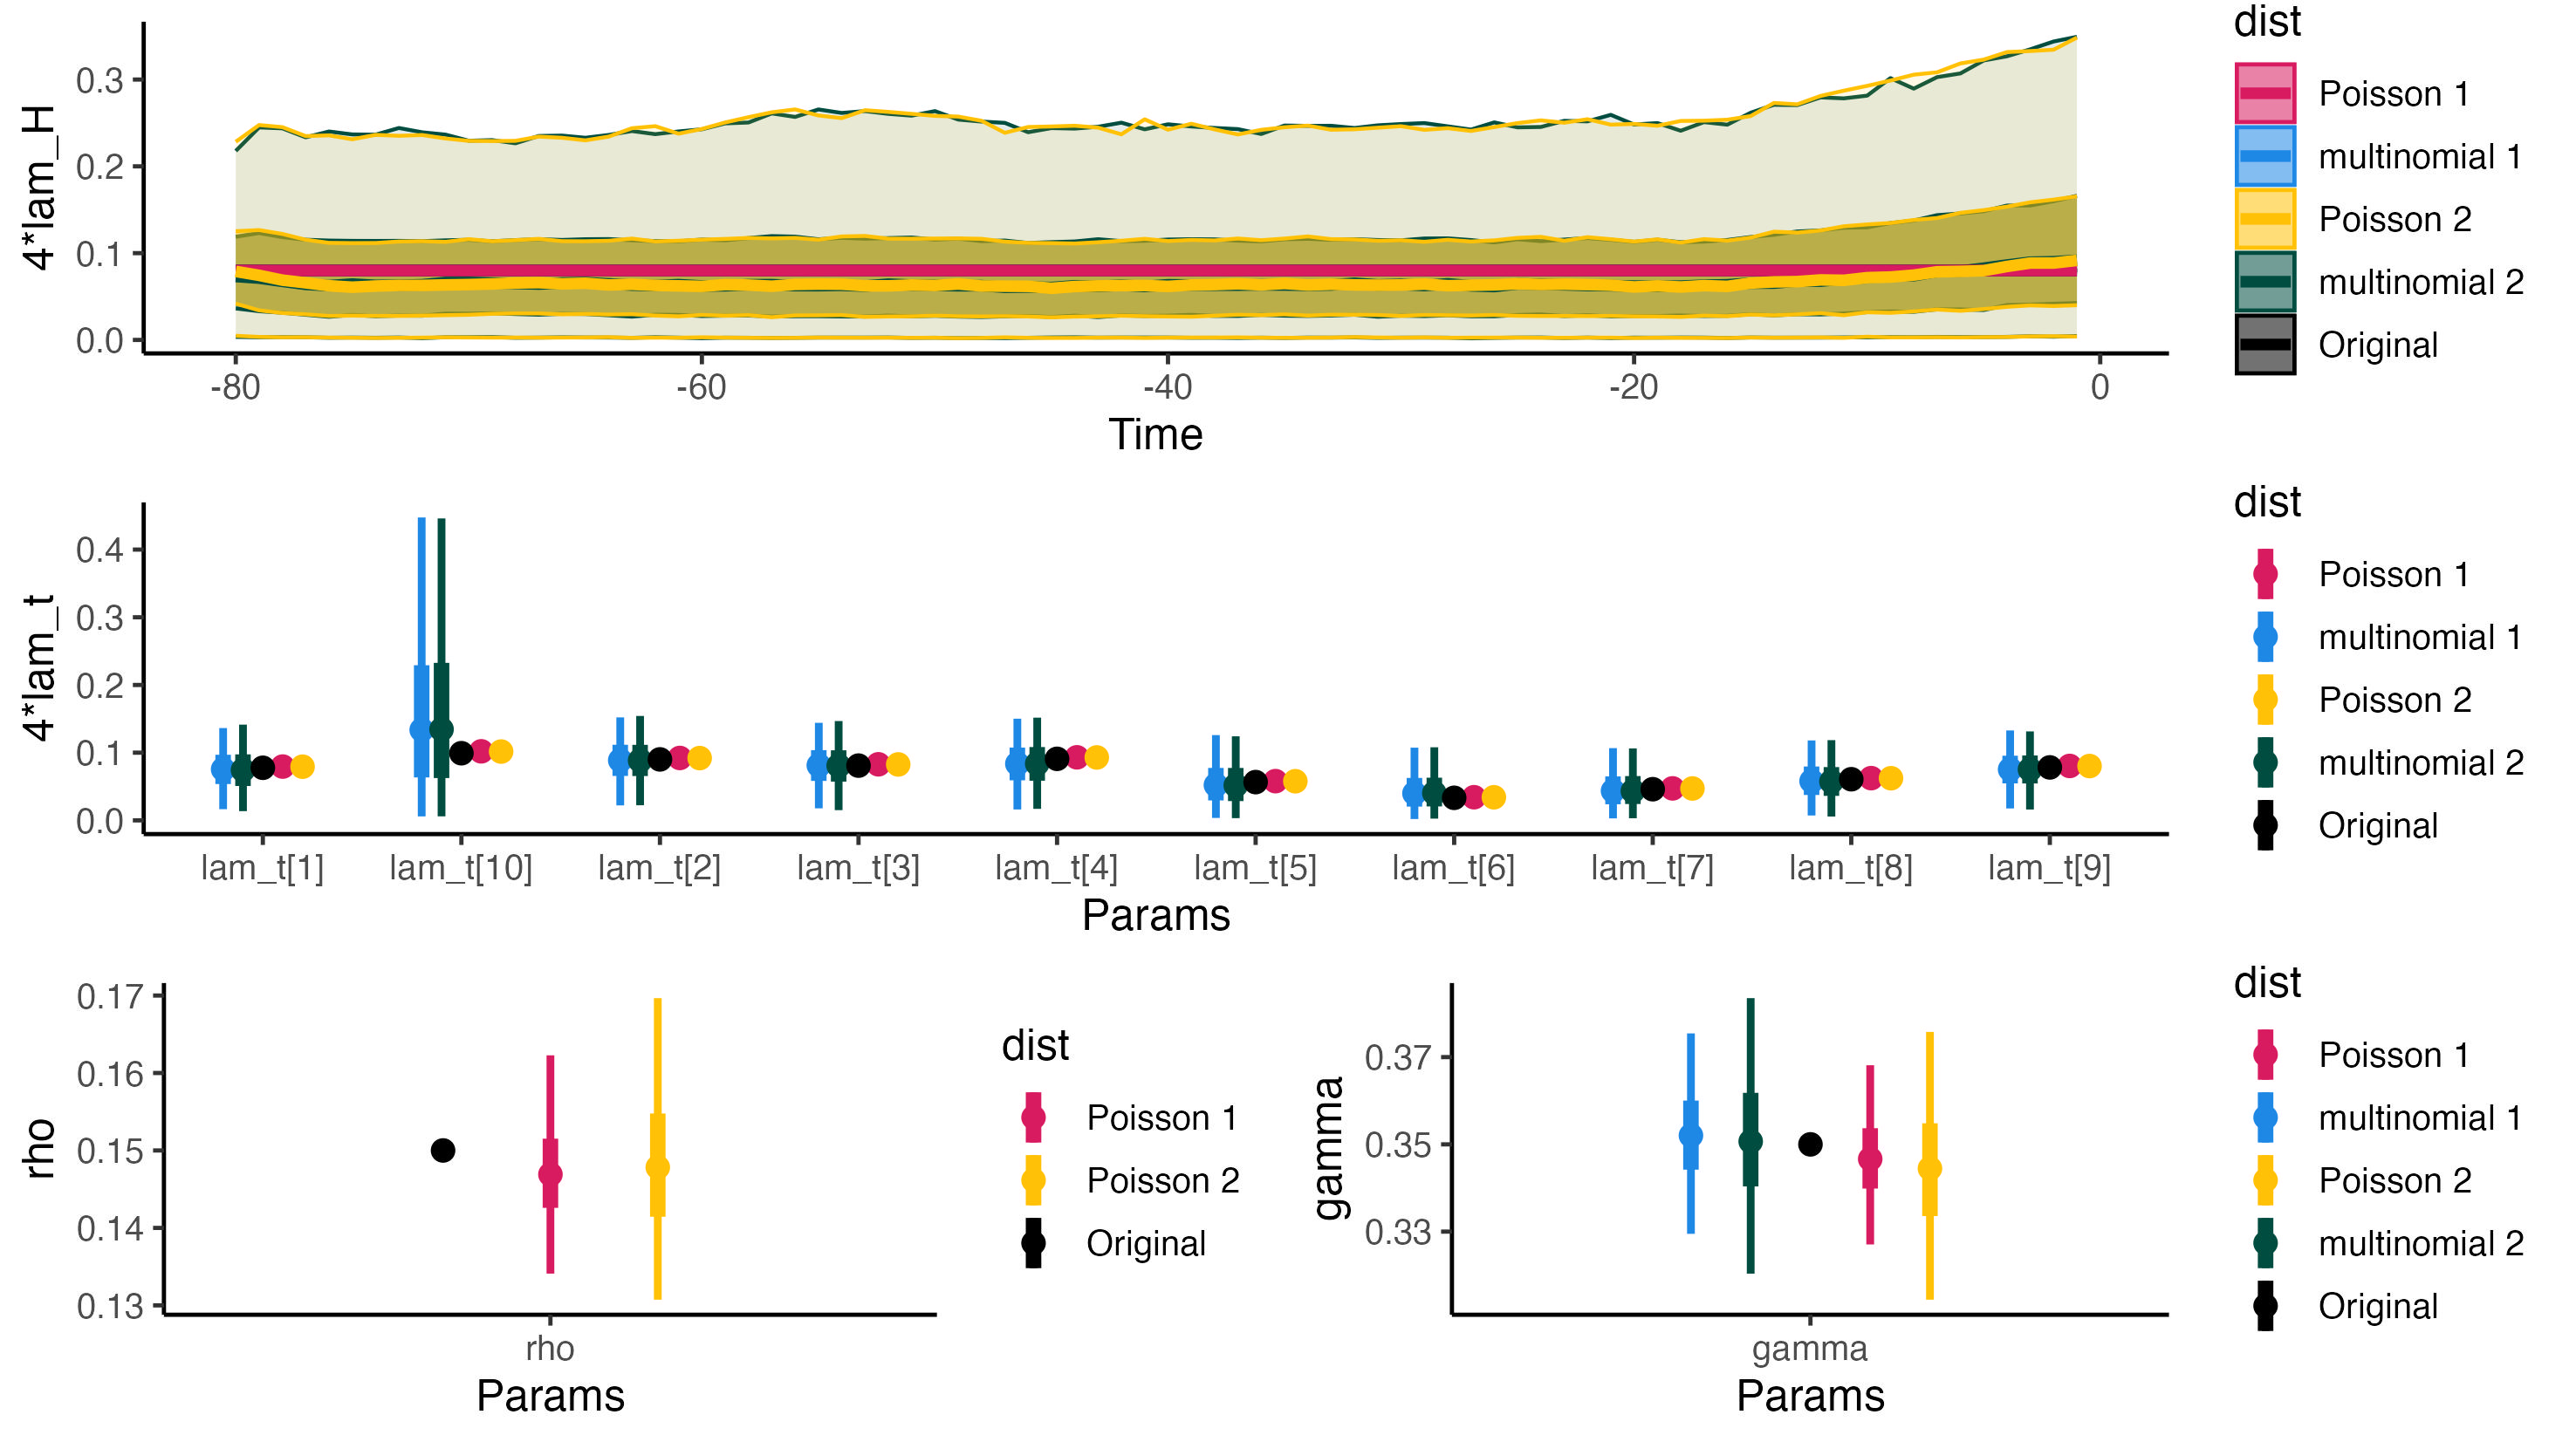 4*lam_H
0.3
0.2
0.1
0.0
-80 -60 -40 -20 0
Time
dist
Poisson 1
multinomial 1
Poisson 2
multinomial 2
Original
4*lam_t
0.4
0.3
0.2
0.1
0.0
lam_t[1] lam_t[10] lam_t[2] lam_t[3] lam_t[4] lam_t[5] lam_t[6] lam_t[7] lam_t[8] lam_t[9]
Params
dist
Poisson 1
multinomial 1
Poisson 2
multinomial 2
Original
rho
0.17
0.16
0.15
0.14
0.13
rho
Params
dist
Poisson 1
Poisson 2
Original
gamma
0.37
0.35
0.33
gamma
Params
dist
Poisson 1
multinomial 1
Poisson 2
multinomial 2
Original